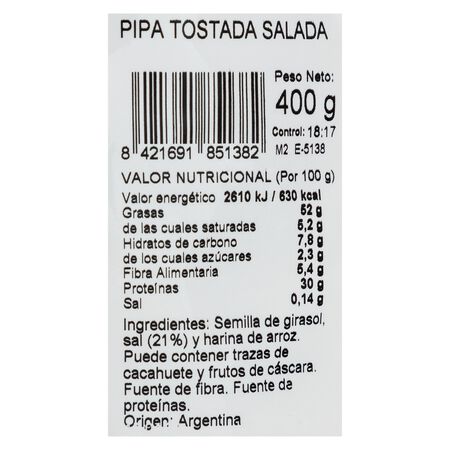 PIPA TOSTADA SALADA
Peso Neto:
400 g
Control: 18:17
M2 E-5138
8 421691 851382
VALOR NUTRICIONAL (Por 100 g)
Valor energético 2610 kJ / 630 kcal
Grasas 52 g
de las cuales saturadas 5,2 g
Hidratos de carbono 7,8 g
de los cuales azúcares 2,3 g
Fibra Alimentaria 5,4 g
Proteínas 30 g
Sal 0,14 g
Ingredientes: Semilla de girasol,
sal (21%) y harina de arroz.
Puede contener trazas de
cacahuete y frutos de cáscara.
Fuente de fibra. Fuente de
proteínas.
Origen: Argentina